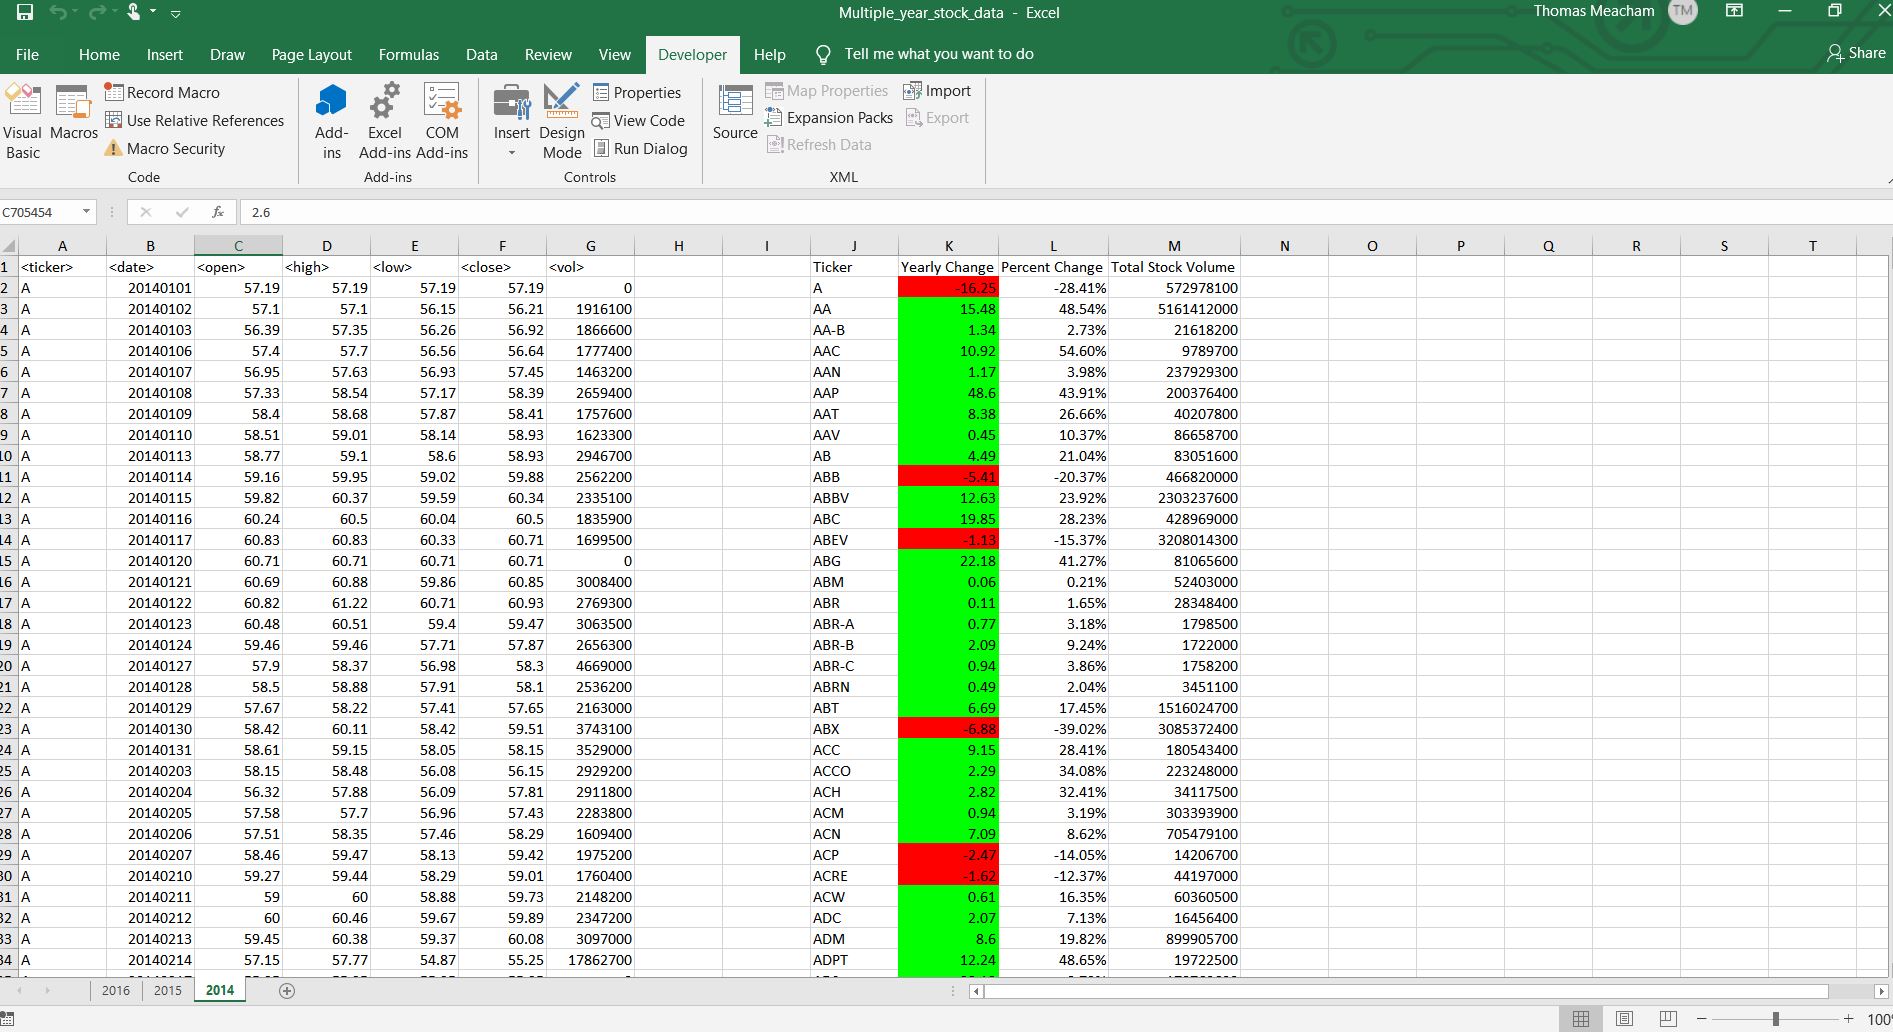 Multiple_year_stock_data - Excel
Thomas Meacham TM
File Home Insert Draw Page Layout Formulas Data Review View Developer Help Tell me what you want to do Share
Visual Basic
Macros
Record Macro
Use Relative References
Macro Security
Code
Add-ins
Excel Add-ins
COM Add-ins
Add-ins
Insert
Design Mode
Properties
View Code
Run Dialog
Controls
Source
Map Properties
Expansion Packs
Refresh Data
Import
Export
XML
C705454 fx 2.6
A B C D E F G H I J K L M N O P Q R S T
1 <ticker> <date> <open> <high> <low> <close> <vol> Ticker Yearly Change Percent Change Total Stock Volume
2 A 20140101 57.19 57.19 57.19 57.19 0 A -16.25 -28.41% 572978100
3 A 20140102 57.1 57.1 56.15 56.21 1916100 AA 15.48 48.54% 5161412000
4 A 20140103 56.39 57.35 56.26 56.92 1866600 AA-B 1.34 2.73% 21618200
5 A 20140106 57.4 57.7 56.56 56.64 1777400 AAC 10.92 54.60% 9789700
6 A 20140107 56.95 57.63 56.93 57.45 1463200 AAN 1.17 3.98% 237929300
7 A 20140108 57.33 58.54 57.17 58.39 2659400 AAP 48.6 43.91% 200376400
8 A 20140109 58.4 58.68 57.87 58.41 1757600 AAT 8.38 26.66% 40207800
9 A 20140110 58.51 59.01 58.14 58.93 1623300 AAV 0.45 10.37% 86658700
10 A 20140113 58.77 59.1 58.6 58.93 2946700 AB 4.49 21.04% 83051600
11 A 20140114 59.16 59.95 59.02 59.88 2562200 ABB -5.41 -20.37% 466820000
12 A 20140115 59.82 60.37 59.59 60.34 2335100 ABBV 12.63 23.92% 2303237600
13 A 20140116 60.24 60.5 60.04 60.5 1835900 ABC 19.85 28.23% 428969000
14 A 20140117 60.83 60.83 60.33 60.71 1699500 ABEV -1.13 -15.37% 3208014300
15 A 20140120 60.71 60.71 60.71 60.71 0 ABG 22.18 41.27% 81065600
16 A 20140121 60.69 60.88 59.86 60.85 3008400 ABM 0.06 0.21% 52403000
17 A 20140122 60.82 61.22 60.71 60.93 2769300 ABR 0.11 1.65% 28348400
18 A 20140123 60.48 60.51 59.4 59.47 3063500 ABR-A 0.77 3.18% 1798500
19 A 20140124 59.46 59.46 57.71 57.87 2656300 ABR-B 2.09 9.24% 1722000
20 A 20140127 57.9 58.37 56.98 58.3 4669000 ABR-C 0.94 3.86% 1758200
21 A 20140128 58.5 58.88 57.91 58.1 2536200 ABRN 0.49 2.04% 3451100
22 A 20140129 57.67 58.22 57.41 57.65 2163000 ABT 6.69 17.45% 1516024700
23 A 20140130 58.42 60.11 58.42 59.51 3743100 ABX -6.88 -39.02% 3085372400
24 A 20140131 58.61 59.15 58.05 58.15 3529000 ACC 9.15 28.41% 180543400
25 A 20140203 58.15 58.48 56.08 56.15 2929200 ACCO 2.29 34.08% 223248000
26 A 20140204 56.32 57.88 56.09 57.81 2911800 ACH 2.82 32.41% 34117500
27 A 20140205 57.58 57.7 56.96 57.43 2283800 ACM 0.94 3.19% 303393900
28 A 20140206 57.51 58.35 57.46 58.29 1609400 ACN 7.09 8.62% 705479100
29 A 20140207 58.46 59.47 58.13 59.42 1975200 ACP -2.47 -14.05% 14206700
30 A 20140210 59.27 59.44 58.29 59.01 1760400 ACRE -1.62 -12.37% 44197000
31 A 20140211 59 60 58.88 59.73 2148200 ACW 0.61 16.35% 60360500
32 A 20140212 60 60.46 59.67 59.89 2347200 ADC 2.07 7.13% 16456400
33 A 20140213 59.45 60.38 59.37 60.08 3097000 ADM 8.6 19.82% 899905700
34 A 20140214 57.15 57.77 54.87 55.25 17862700 ADPT 12.24 48.65% 19722500
2016 2015 2014
100